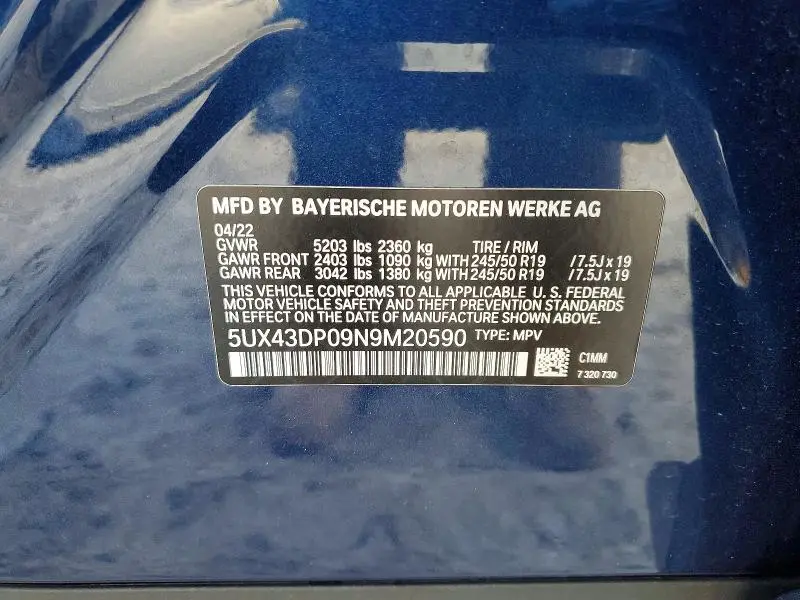 MFD BY BAYERISCHE MOTOREN WERKE AG
04/22
GVWR 5203 lbs 2360 kg TIRE / RIM
GAWR FRONT 2403 lbs 1090 kg WITH 245/50 R19 /7.5J x 19
GAWR REAR 3042 lbs 1380 kg WITH 245/50 R19 /7.5J x 19
THIS VEHICLE CONFORMS TO ALL APPLICABLE U. S. FEDERAL
MOTOR VEHICLE SAFETY AND THEFT PREVENTION STANDARDS
IN EFFECT ON THE DATE OF MANUFACTURE SHOWN ABOVE.
5UX43DP09N9M20590 TYPE: MPV
C1MM
7 320 730